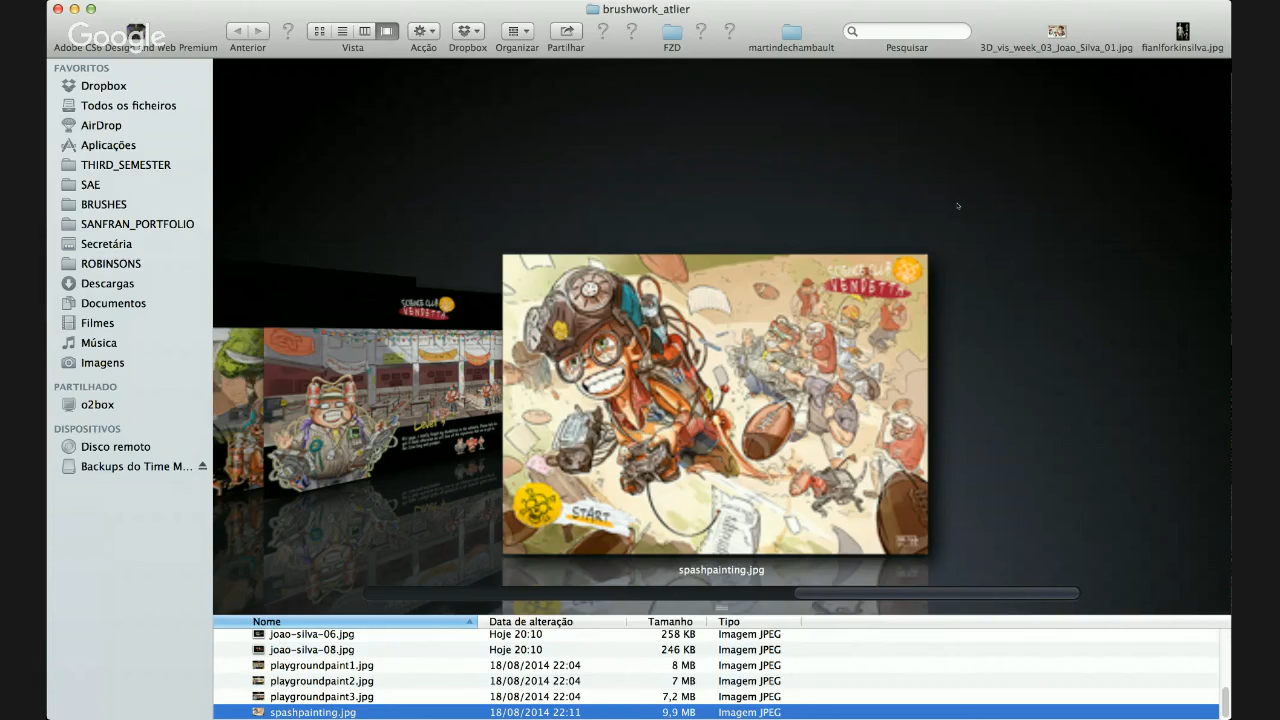 brushwork_atlier
Google
Adobe CS6 Design and Web Premium
Anterior
Vista
Acção
Dropbox
Organizar
Partilhar
FZD
martindechambault
Pesquisar
3D_vis_week_03_Joao_Silva_01.jpg
fianlforkinsilva.jpg
FAVORITOS
Dropbox
Todos os ficheiros
AirDrop
Aplicações
THIRD_SEMESTER
SAE
BRUSHES
SANFRAN_PORTFOLIO
Secretária
ROBINSONS
Descargas
Documentos
Filmes
Música
Imagens
PARTILHADO
o2box
DISPOSITIVOS
Disco remoto
Backups do Time M...
SCIENCE CLUB
VENDETTA
SCIENCE CLUB
VENDETTA
START
spashpainting.jpg
Nome Data de alteração Tamanho Tipo
joao-silva-06.jpg Hoje 20:10 258 KB Imagem JPEG
joao-silva-08.jpg Hoje 20:10 246 KB Imagem JPEG
playgroundpaint1.jpg 18/08/2014 22:04 8 MB Imagem JPEG
playgroundpaint2.jpg 18/08/2014 22:04 7 MB Imagem JPEG
playgroundpaint3.jpg 18/08/2014 22:04 7,2 MB Imagem JPEG
spashpainting.jpg 18/08/2014 22:11 9,9 MB Imagem JPEG